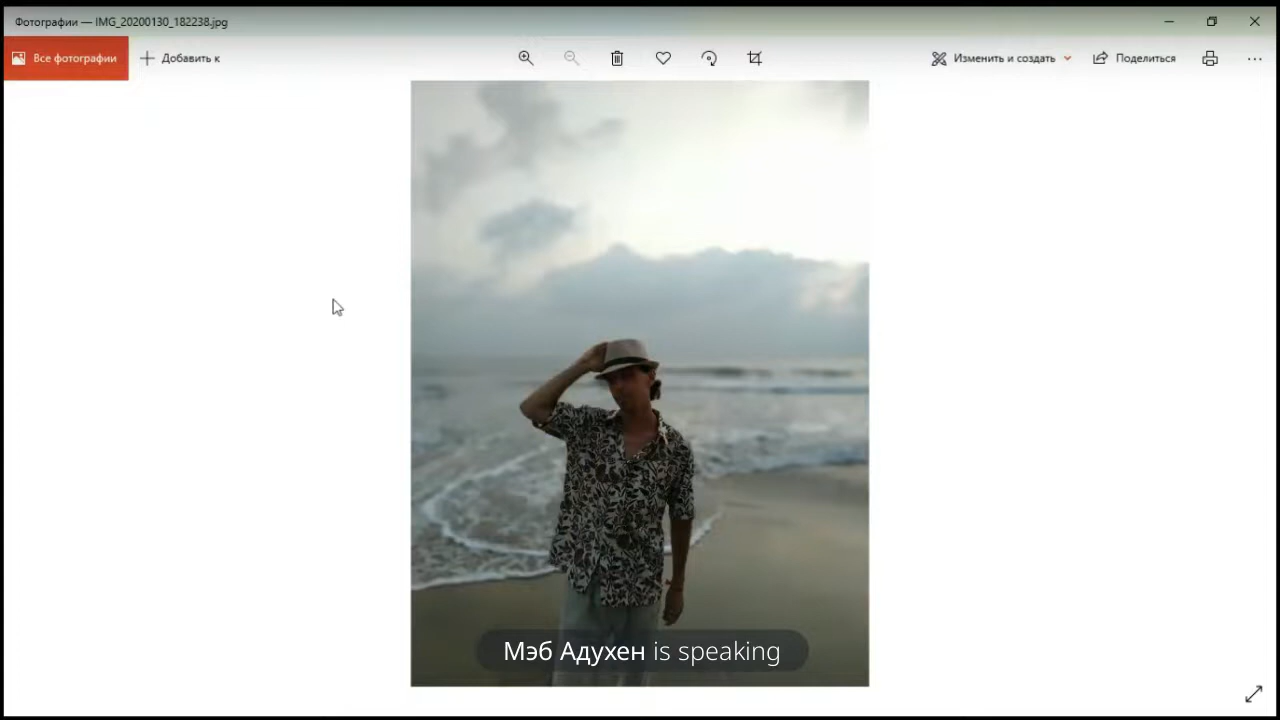 Фотографии — IMG_20200130_182238.jpg
Все фотографии
Добавить к
Изменить и создать
Поделиться
Мэб Адухен is speaking